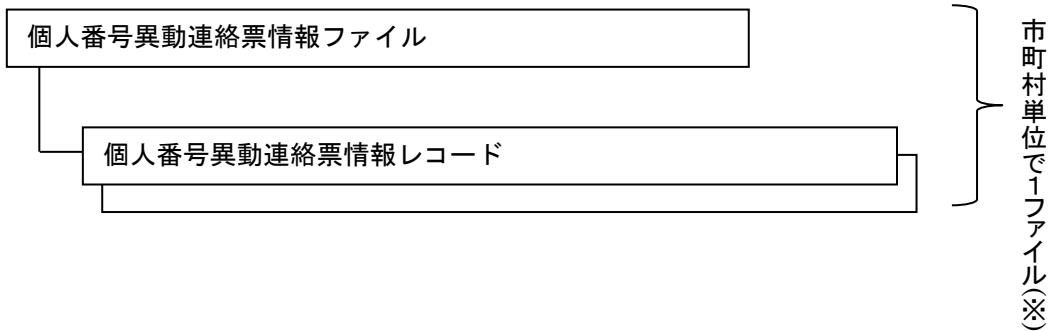 個人番号異動連絡票情報ファイル
個人番号異動連絡票情報レコード
市町村単位で1ファイル(※)